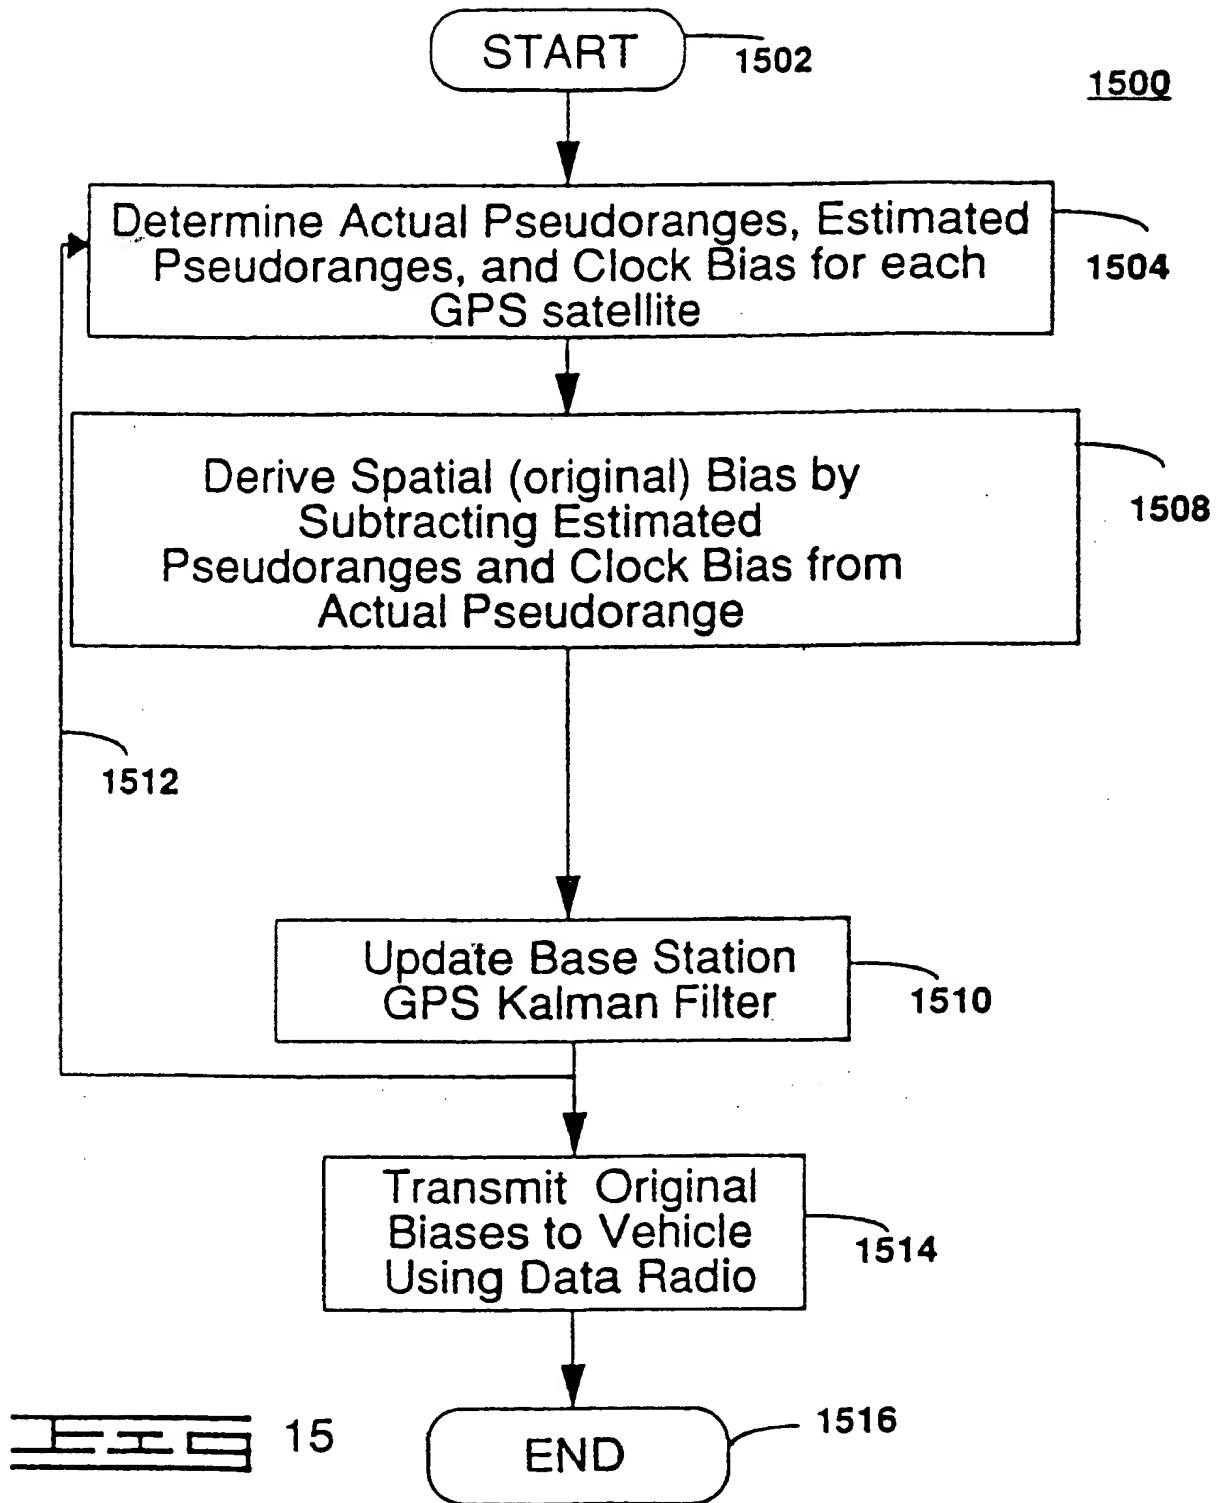 START
1502
1500
Determine Actual Pseudoranges, Estimated
Pseudoranges, and Clock Bias for each
GPS satellite
1504
Derive Spatial (original) Bias by
Subtracting Estimated
Pseudoranges and Clock Bias from
Actual Pseudorange
1508
1512
Update Base Station
GPS Kalman Filter
1510
Transmit Original
Biases to Vehicle
Using Data Radio
1514
END
1516
FIG 15